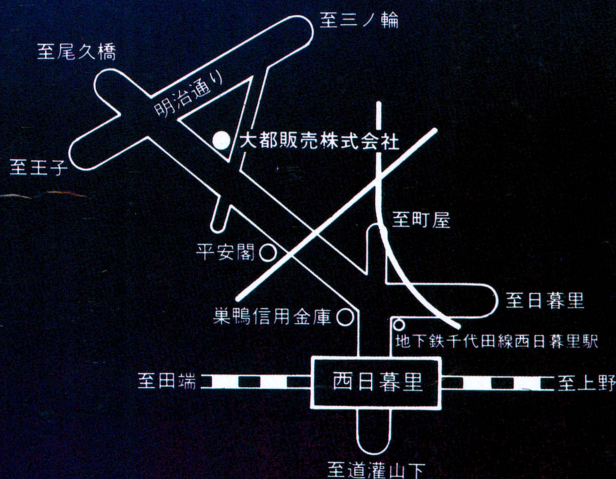 至三ノ輪
至尾久橋
明治通り
大都販売株式会社
至王子
至町屋
平安閣
至日暮里
巣鴨信用金庫
地下鉄千代田線西日暮里駅
至田端
西日暮里
至上野
至道灌山下